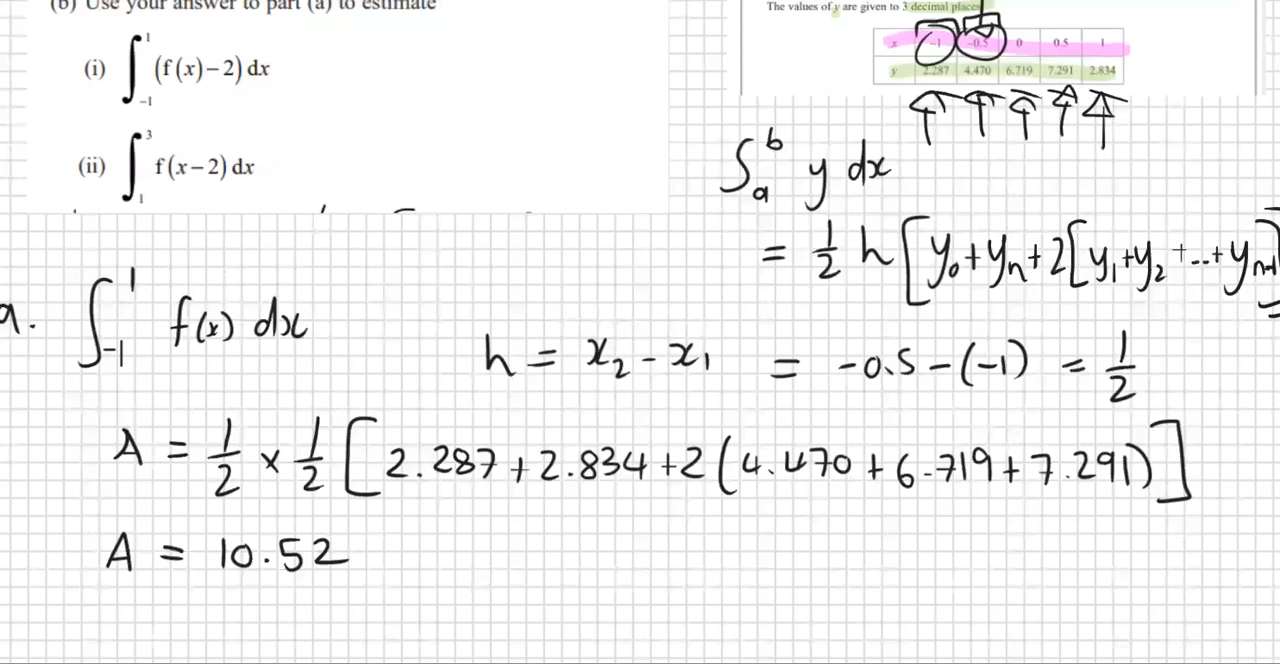 (b) Use your answer to part (a) to estimate
(i) ∫_{-1}^{1} (f(x) − 2) dx
(ii) ∫_{1}^{3} f(x − 2) dx
The values of y are given to 3 decimal places
x -1 -0.5 0 0.5 1
y 2.287 4.470 6.719 7.291 2.834
∫_a^b y dx
= 1/2 h [y₀ + yₙ + 2[y₁ + y₂ + ... + yₙ₋₁]
a. ∫_{-1}^{1} f(x) dx
h = x₂ − x₁ = -0.5 − (−1) = 1/2
A = 1/2 × 1/2 [2.287 + 2.834 + 2(4.470 + 6.719 + 7.291)]
A = 10.52